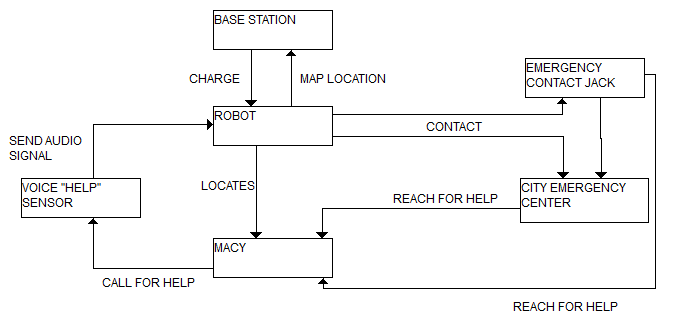 BASE STATION
CHARGE
MAP LOCATION
EMERGENCY
CONTACT JACK
ROBOT
CONTACT
SEND AUDIO
SIGNAL
VOICE "HELP"
SENSOR
LOCATES
CITY EMERGENCY
CENTER
REACH FOR HELP
MACY
CALL FOR HELP
REACH FOR HELP